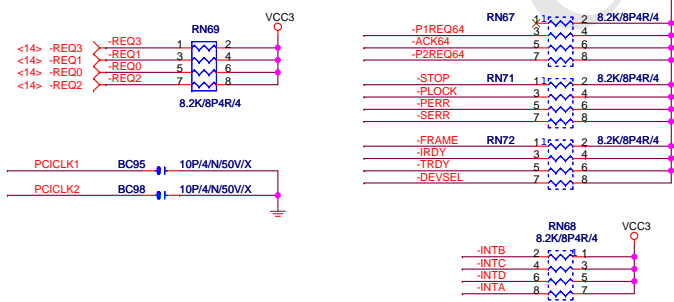 RN69
VCC3
<14> -REQ3 -REQ3 1 2
<14> -REQ1 -REQ1 3 4
<14> -REQ0 -REQ0 5 6
<14> -REQ2 -REQ2 7 8
8.2K/8P4R/4
PCICLK1 BC95 10P/4/N/50V/X
PCICLK2 BC98 10P/4/N/50V/X
RN67 1 1 2 8.2K/8P4R/4
-P1REQ64 3 4
-ACK64 5 6
-P2REQ64 7 8
-STOP RN71 1 1 2 8.2K/8P4R/4
-PLOCK 3 4
-PERR 5 6
-SERR 7 8
-FRAME RN72 1 1 2 8.2K/8P4R/4
-IRDY 3 4
-TRDY 5 6
-DEVSEL 7 8
RN68 VCC3
8.2K/8P4R/4
-INTB 2 1 1
-INTC 4 3
-INTD 6 5
-INTA 8 7